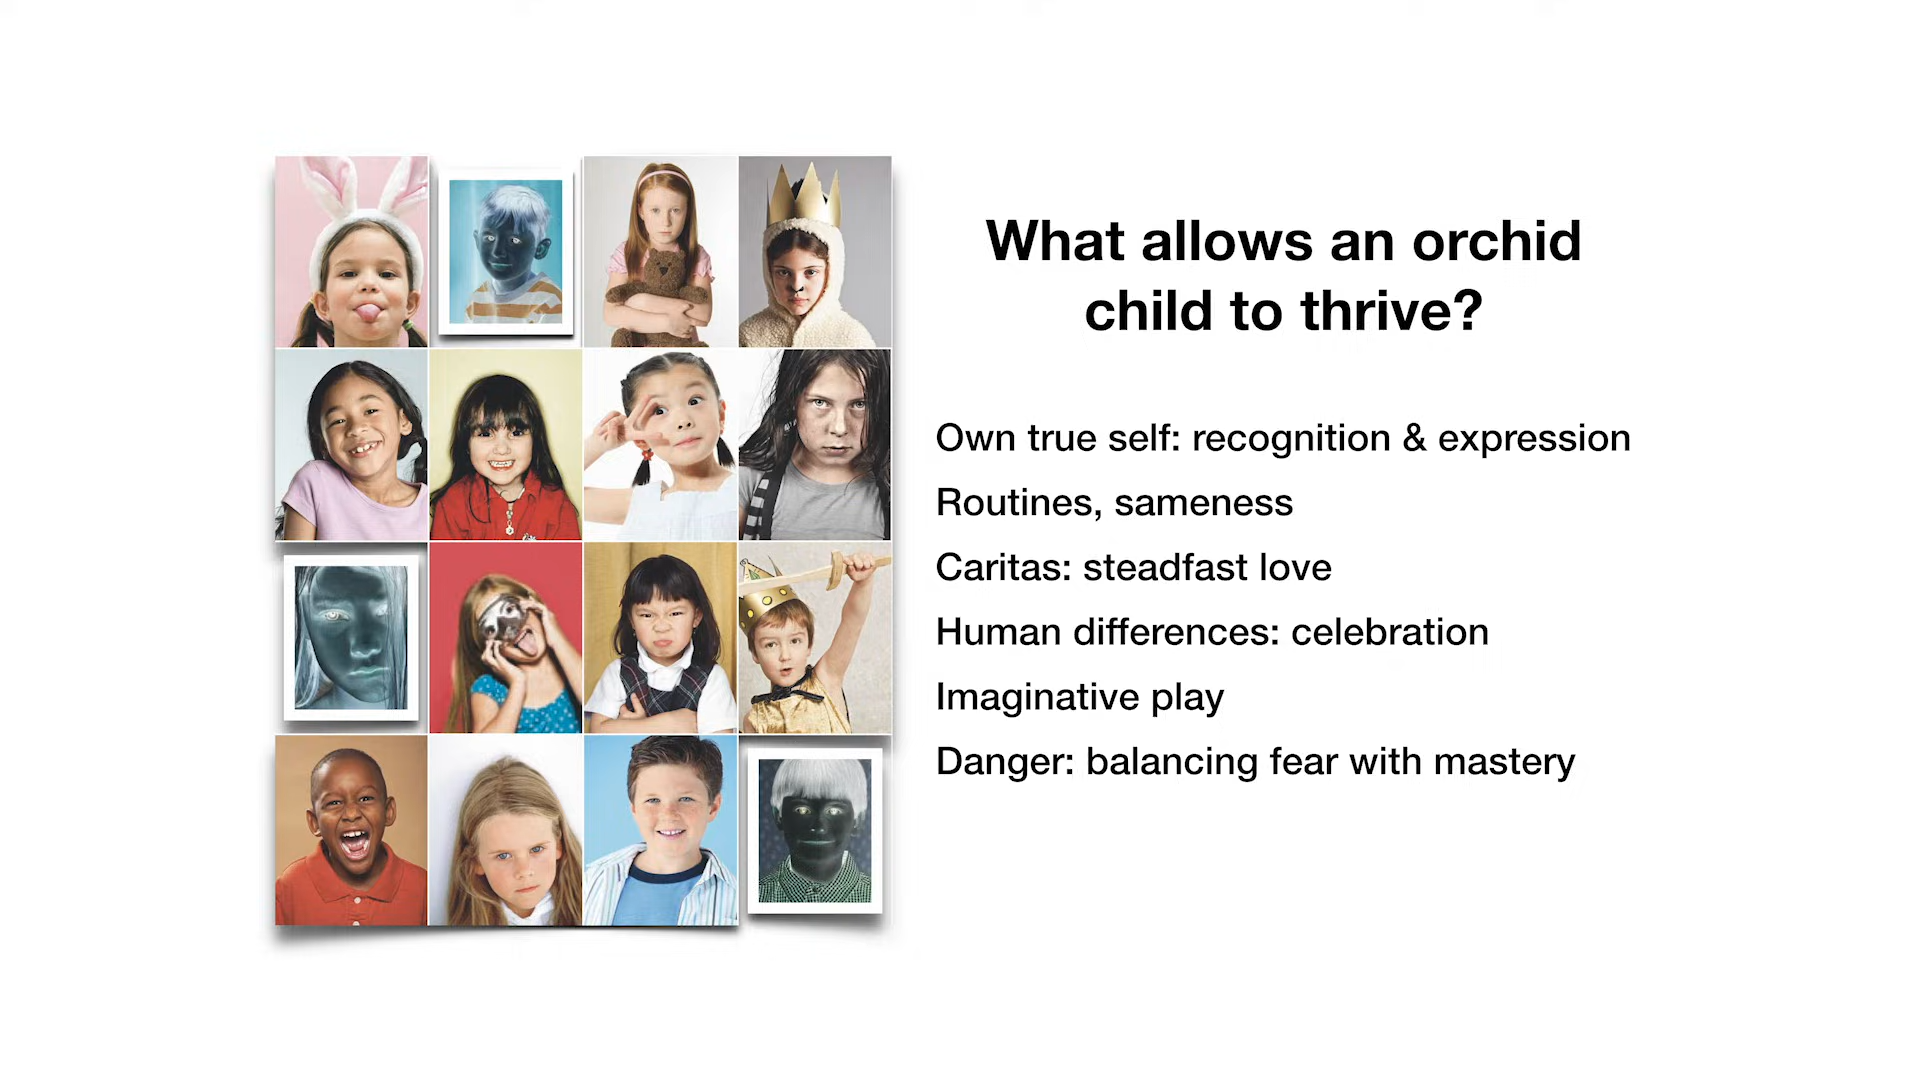 What allows an orchid
child to thrive?
Own true self: recognition & expression
Routines, sameness
Caritas: steadfast love
Human differences: celebration
Imaginative play
Danger: balancing fear with mastery